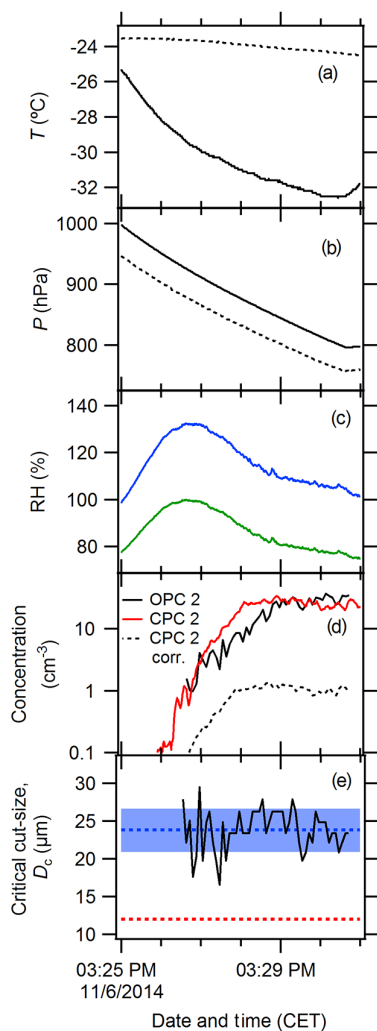 -24
-26
-28
-30
-32
T (ºC)
(a)
1000
900
800
P (hPa)
(b)
140
120
100
80
RH (%)
(c)
10
1
0.1
Concentration
(cm-3)
OPC 2
CPC 2
CPC 2
corr.
(d)
30
25
20
15
10
Critical cut-size,
Dc (µm)
(e)
03:25 PM
11/6/2014
03:29 PM
Date and time (CET)